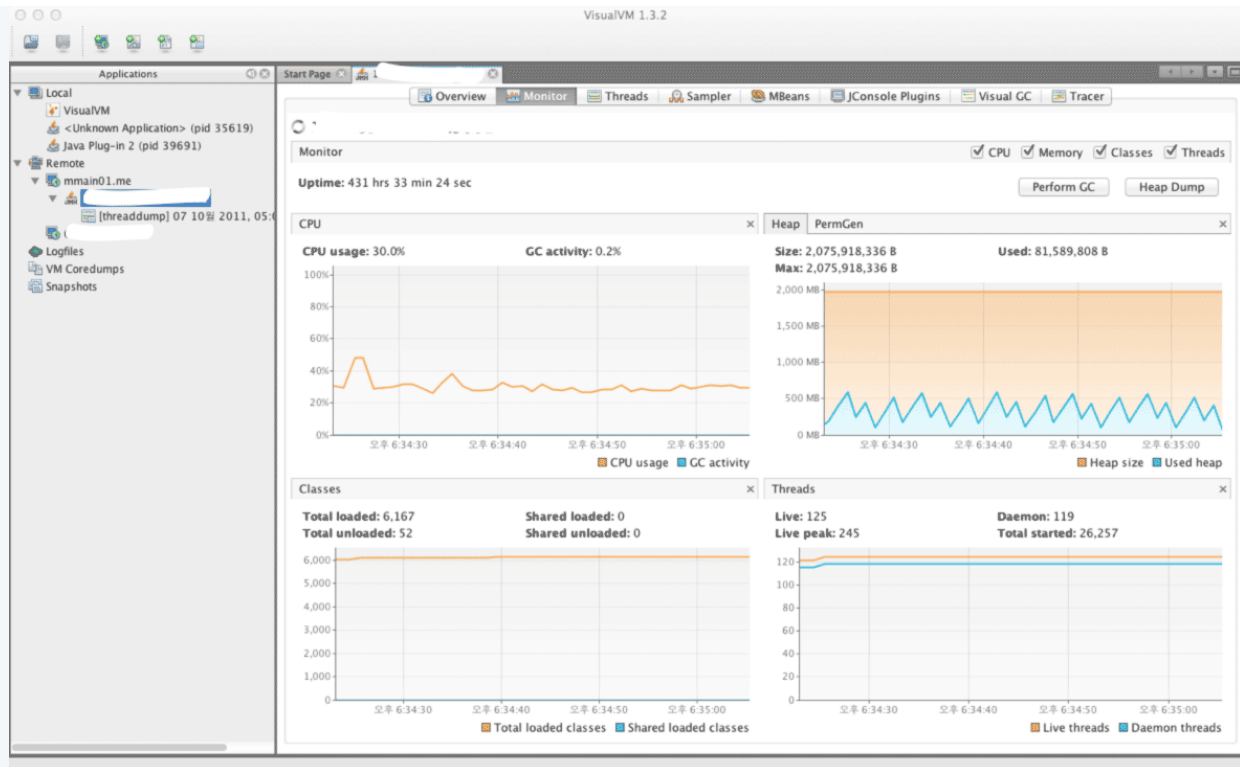 VisualVM 1.3.2
Applications
Start Page
1
Local
VisualVM
<Unknown Application> (pid 35619)
Java Plug-in 2 (pid 39691)
Remote
mmain01.me
[threaddump] 07 10월 2011, 05:0
Logfiles
VM Coredumps
Snapshots
Overview Monitor Threads Sampler MBeans JConsole Plugins Visual GC Tracer
Monitor
CPU Memory Classes Threads
Uptime: 431 hrs 33 min 24 sec
Perform GC Heap Dump
CPU
CPU usage: 30.0% GC activity: 0.2%
100%
80%
60%
40%
20%
0%
오후 6:34:30 오후 6:34:40 오후 6:34:50 오후 6:35:00
CPU usage GC activity
Heap PermGen
Size: 2,075,918,336 B Used: 81,589,808 B
Max: 2,075,918,336 B
2,000 MB
1,500 MB
1,000 MB
500 MB
0 MB
오후 6:34:30 오후 6:34:40 오후 6:34:50 오후 6:35:00
Heap size Used heap
Classes
Total loaded: 6,167 Shared loaded: 0
Total unloaded: 52 Shared unloaded: 0
6,000
5,000
4,000
3,000
2,000
1,000
0
오후 6:34:30 오후 6:34:40 오후 6:34:50 오후 6:35:00
Total loaded classes Shared loaded classes
Threads
Live: 125 Daemon: 119
Live peak: 245 Total started: 26,257
120
100
80
60
40
20
0
오후 6:34:30 오후 6:34:40 오후 6:34:50 오후 6:35:00
Live threads Daemon threads